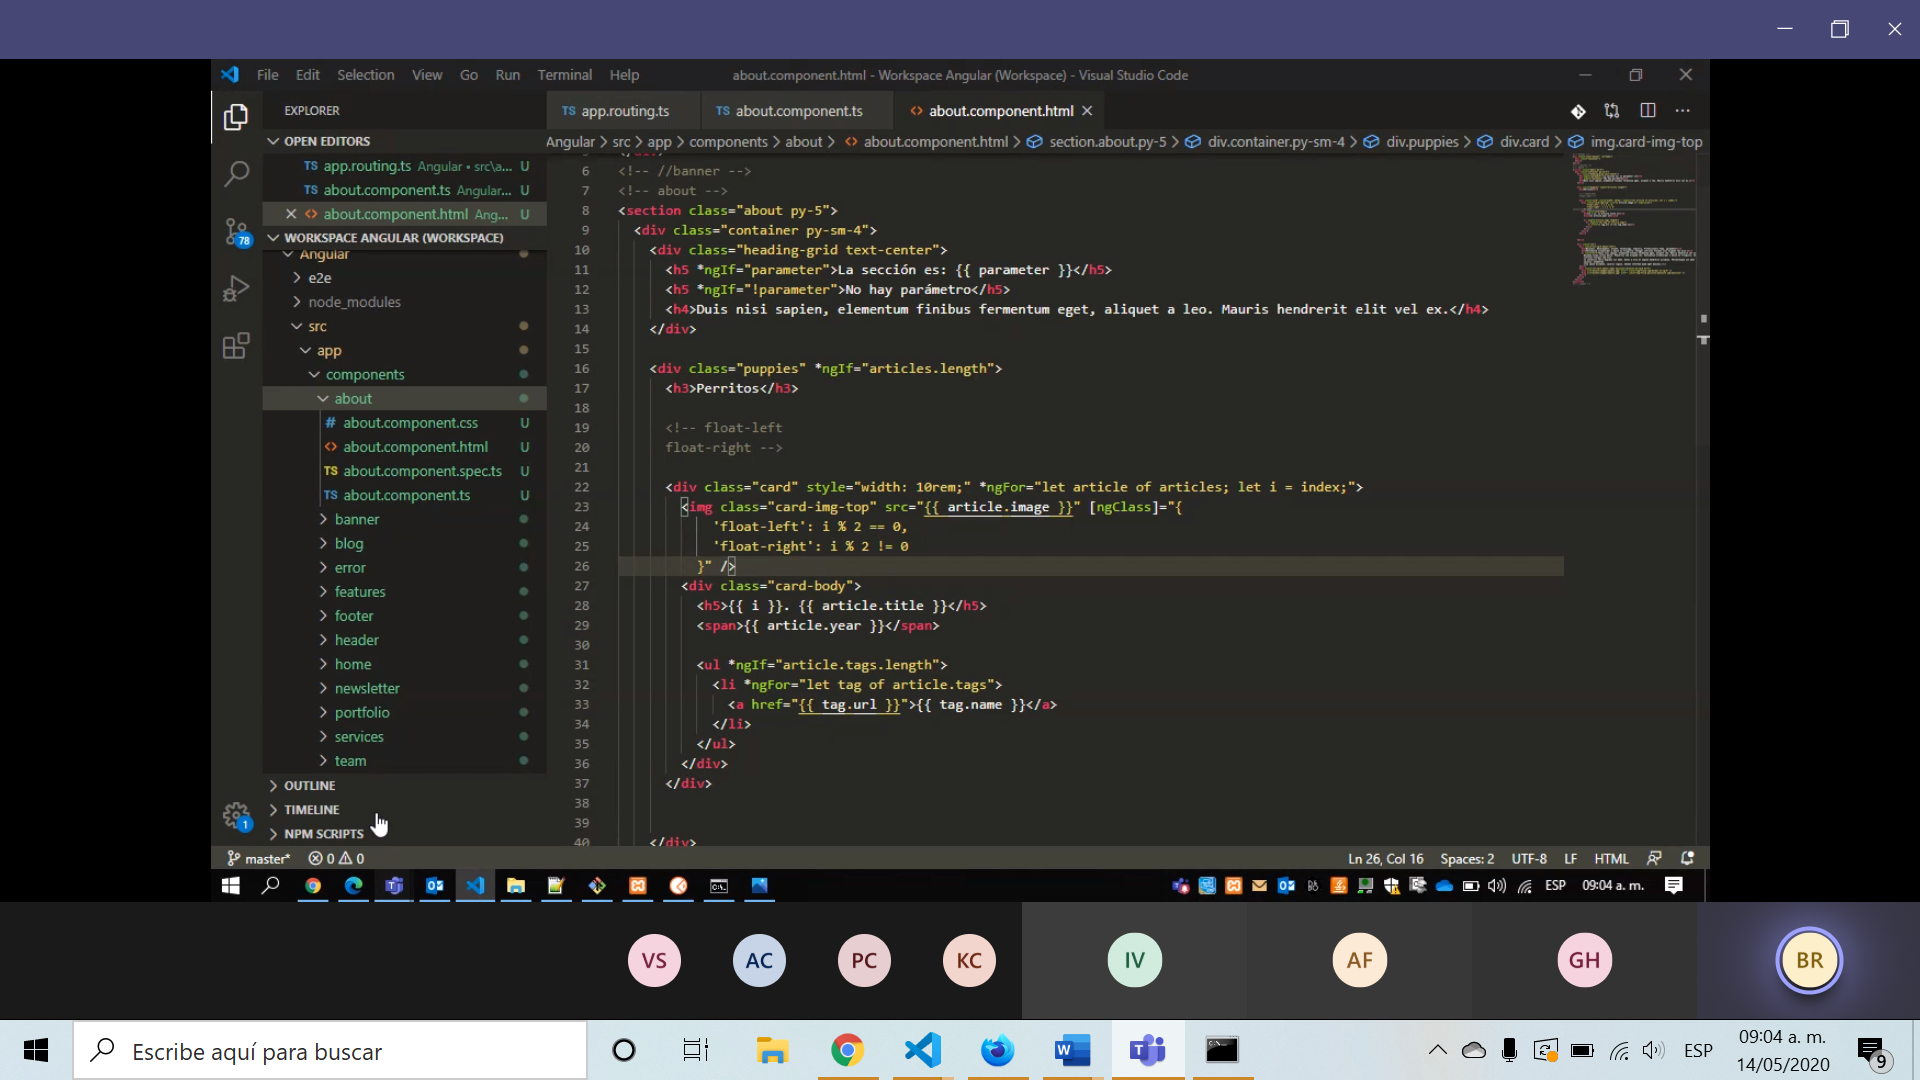 File Edit Selection View Go Run Terminal Help about.component.html - Workspace Angular (Workspace) - Visual Studio Code
EXPLORER
OPEN EDITORS
TS app.routing.ts Angular • src\a... U
TS about.component.ts Angular... U
<> about.component.html Ang... U
WORKSPACE ANGULAR (WORKSPACE)
Angular
e2e
node_modules
src
app
components
about
# about.component.css U
<> about.component.html U
TS about.component.spec.ts U
TS about.component.ts U
banner
blog
error
features
footer
header
home
newsletter
portfolio
services
team
OUTLINE
TIMELINE
NPM SCRIPTS
78
1
TS app.routing.ts TS about.component.ts <> about.component.html
Angular > src > app > components > about > <> about.component.html > section.about.py-5 > div.container.py-sm-4 > div.puppies > div.card > img.card-img-top
6 <!-- //banner -->
7 <!-- about -->
8 <section class="about py-5">
9 <div class="container py-sm-4">
10 <div class="heading-grid text-center">
11 <h5 *ngIf="parameter">La sección es: {{ parameter }}</h5>
12 <h5 *ngIf="!parameter">No hay parámetro</h5>
13 <h4>Duis nisi sapien, elementum finibus fermentum eget, aliquet a leo. Mauris hendrerit elit vel ex.</h4>
14 </div>
15
16 <div class="puppies" *ngIf="articles.length">
17 <h3>Perritos</h3>
18
19 <!-- float-left
20 float-right -->
21
22 <div class="card" style="width: 10rem;" *ngFor="let article of articles; let i = index;">
23 <img class="card-img-top" src="{{ article.image }}" [ngClass]="{
24 'float-left': i % 2 == 0,
25 'float-right': i % 2 != 0
26 }" />
27 <div class="card-body">
28 <h5>{{ i }}. {{ article.title }}</h5>
29 <span>{{ article.year }}</span>
30
31 <ul *ngIf="article.tags.length">
32 <li *ngFor="let tag of article.tags">
33 <a href="{{ tag.url }}">{{ tag.name }}</a>
34 </li>
35 </ul>
36 </div>
37 </div>
38
39
40 </div>
master* 0 0 Ln 26, Col 16 Spaces: 2 UTF-8 LF HTML
ESP 09:04 a. m.
VS AC PC KC IV AF GH BR
Escribe aquí para buscar
ESP
09:04 a. m.
14/05/2020
9